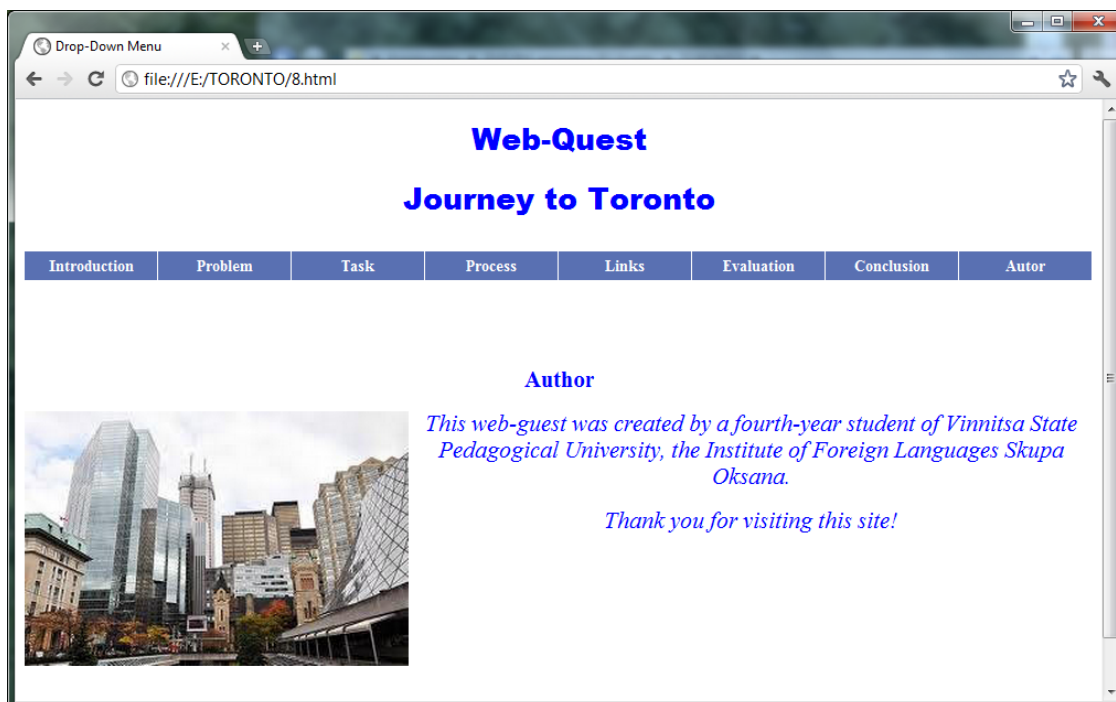 Drop-Down Menu
file:///E:/TORONTO/8.html
Web-Quest
Journey to Toronto
Introduction Problem Task Process Links Evaluation Conclusion Autor
Author
This web-guest was created by a fourth-year student of Vinnitsa State
Pedagogical University, the Institute of Foreign Languages Skupa
Oksana.
Thank you for visiting this site!